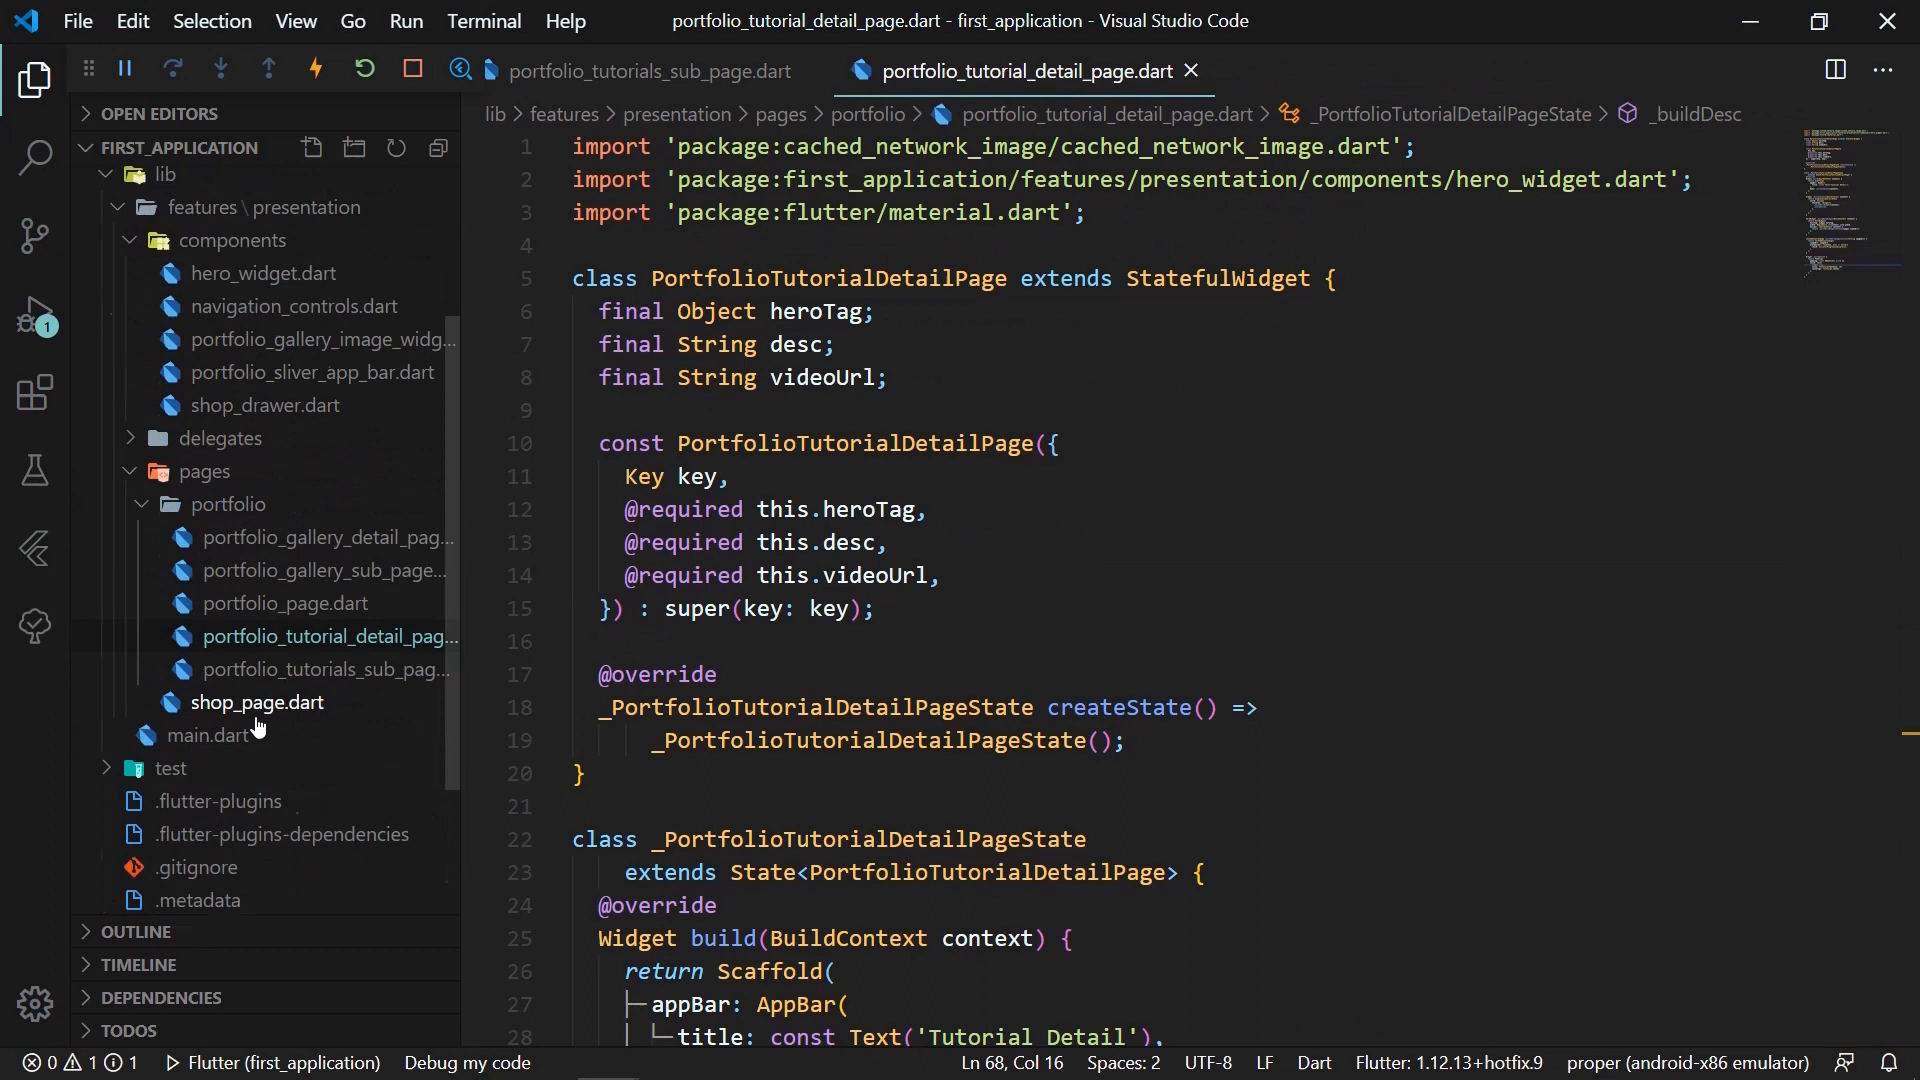 File Edit Selection View Go Run Terminal Help portfolio_tutorial_detail_page.dart - first_application - Visual Studio Code
portfolio_tutorials_sub_page.dart portfolio_tutorial_detail_page.dart
OPEN EDITORS
lib > features > presentation > pages > portfolio > portfolio_tutorial_detail_page.dart > _PortfolioTutorialDetailPageState > _buildDesc
FIRST_APPLICATION
lib
features \ presentation
components
hero_widget.dart
navigation_controls.dart
portfolio_gallery_image_widg...
portfolio_sliver_app_bar.dart
shop_drawer.dart
delegates
pages
portfolio
portfolio_gallery_detail_pag...
portfolio_gallery_sub_page...
portfolio_page.dart
portfolio_tutorial_detail_pag...
portfolio_tutorials_sub_pag...
shop_page.dart
main.dart
test
.flutter-plugins
.flutter-plugins-dependencies
.gitignore
.metadata
OUTLINE
TIMELINE
DEPENDENCIES
TODOS
1
1 import 'package:cached_network_image/cached_network_image.dart';
2 import 'package:first_application/features/presentation/components/hero_widget.dart';
3 import 'package:flutter/material.dart';
4
5 class PortfolioTutorialDetailPage extends StatefulWidget {
6 final Object heroTag;
7 final String desc;
8 final String videoUrl;
9
10 const PortfolioTutorialDetailPage({
11 Key key,
12 @required this.heroTag,
13 @required this.desc,
14 @required this.videoUrl,
15 }) : super(key: key);
16
17 @override
18 _PortfolioTutorialDetailPageState createState() =>
19 _PortfolioTutorialDetailPageState();
20 }
21
22 class _PortfolioTutorialDetailPageState
23 extends State<PortfolioTutorialDetailPage> {
24 @override
25 Widget build(BuildContext context) {
26 return Scaffold(
27 appBar: AppBar(
28 title: const Text('Tutorial Detail'),
0 1 1 Flutter (first_application) Debug my code Ln 68, Col 16 Spaces: 2 UTF-8 LF Dart Flutter: 1.12.13+hotfix.9 proper (android-x86 emulator)